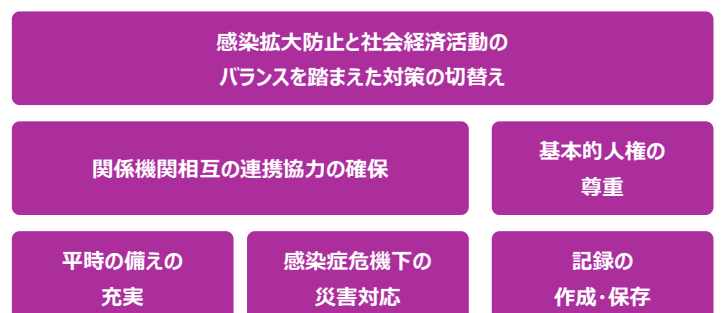 感染拡大防止と社会経済活動の
バランスを踏まえた対策の切替え
関係機関相互の連携協力の確保
基本的人権の
尊重
平時の備えの
充実
感染症危機下の
災害対応
記録の
作成・保存